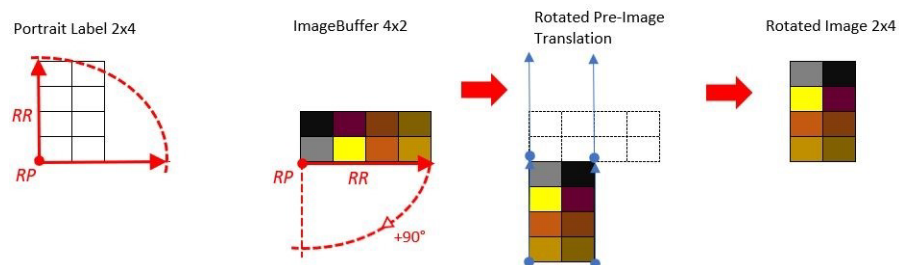 Portrait Label 2x4
RR
RP
ImageBuffer 4x2
RP
RR
+90°
Rotated Pre-Image
Translation
Rotated Image 2x4